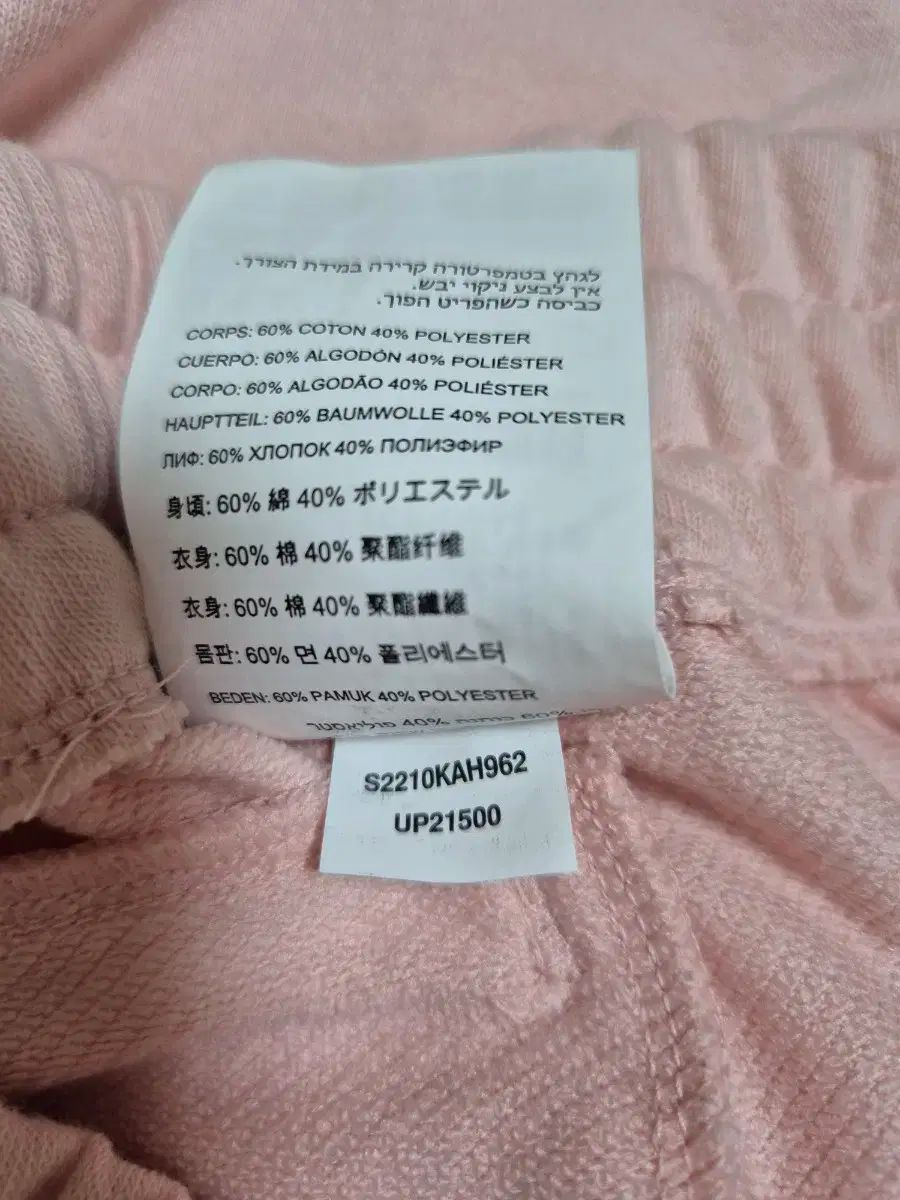 לגהץ בטמפרטורה קרירה במידת הצורך.
אין לבצע ניקוי יבש.
כביסה כשהפריט הפוך.
CORPS: 60% COTON 40% POLYESTER
CUERPO: 60% ALGODÓN 40% POLIÉSTER
CORPO: 60% ALGODÃO 40% POLIÉSTER
HAUPTTEIL: 60% BAUMWOLLE 40% POLYESTER
ЛИФ: 60% ХЛОПОК 40% ПОЛИЭФИР
身頃: 60% 綿 40% ポリエステル
衣身: 60% 棉 40% 聚酯纤维
衣身: 60% 棉 40% 聚酯纖維
몸판: 60% 면 40% 폴리에스터
BEDEN: 60% PAMUK 40% POLYESTER
60% כותנה 40% פוליאסטר
S2210KAH962
UP21500